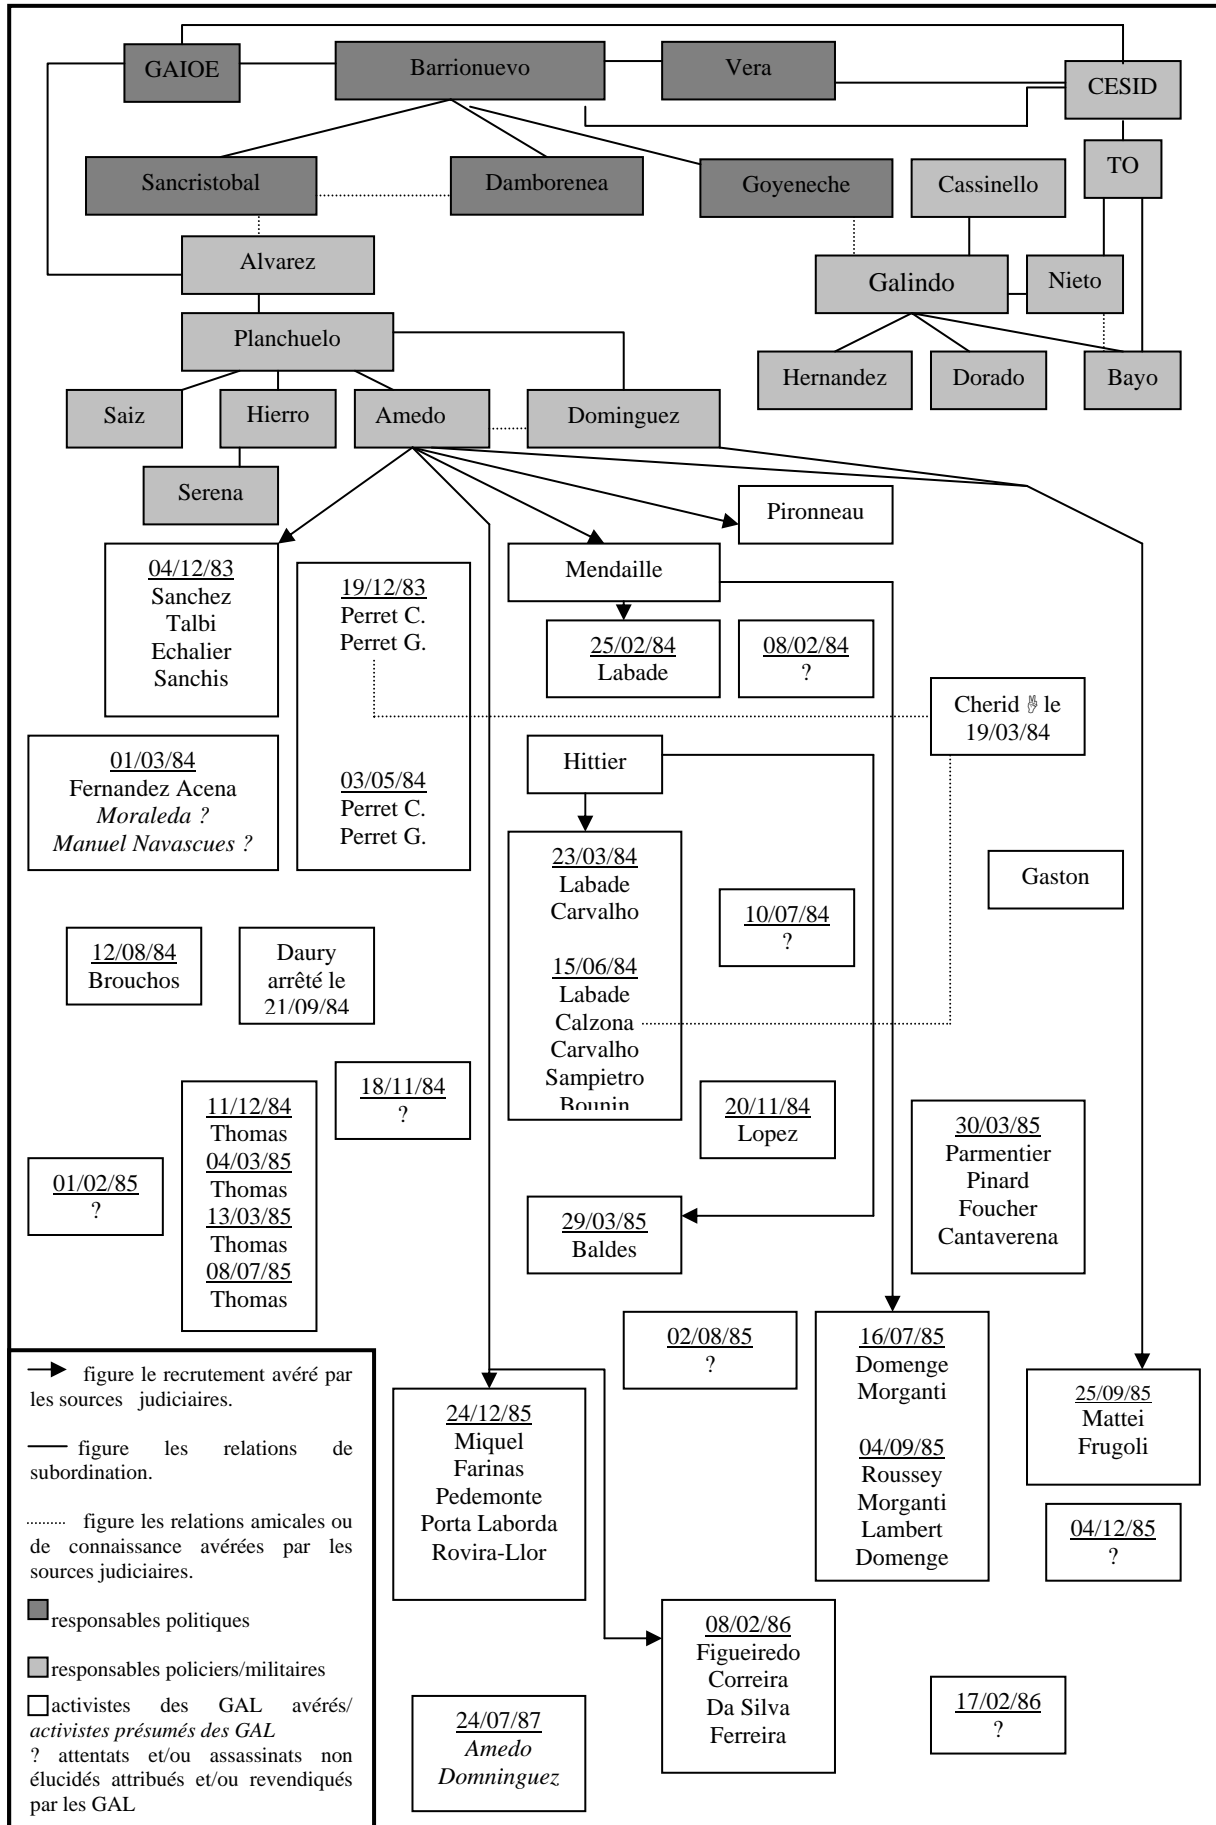 GAIOE
Barrionuevo
Vera
CESID
Sancristobal
Damborenea
Goyeneche
Cassinello
TO
Alvarez
Galindo
Nieto
Planchuelo
Hernandez
Dorado
Bayo
Saiz
Hierro
Amedo
Dominguez
Serena
Pironneau
04/12/83
Sanchez
Talbi
Echalier
Sanchis
19/12/83
Perret C.
Perret G.
03/05/84
Perret C.
Perret G.
Mendaille
25/02/84
Labade
08/02/84
?
Cherid ✌ le
19/03/84
01/03/84
Fernandez Acena
Moraleda ?
Manuel Navascues ?
Hittier
23/03/84
Labade
Carvalho
15/06/84
Labade
Calzona
Carvalho
Sampietro
Bounin
10/07/84
?
Gaston
12/08/84
Brouchos
Daury
arrêté le
21/09/84
18/11/84
?
20/11/84
Lopez
11/12/84
Thomas
04/03/85
Thomas
13/03/85
Thomas
08/07/85
Thomas
01/02/85
?
30/03/85
Parmentier
Pinard
Foucher
Cantaverena
29/03/85
Baldes
02/08/85
?
16/07/85
Domenge
Morganti
04/09/85
Roussey
Morganti
Lambert
Domenge
25/09/85
Mattei
Frugoli
24/12/85
Miquel
Farinas
Pedemonte
Porta Laborda
Rovira-Llor
04/12/85
?
08/02/86
Figueiredo
Correira
Da Silva
Ferreira
17/02/86
?
24/07/87
Amedo
Domninguez
figure le recrutement avéré par
les sources judiciaires.
figure les relations de
subordination.
figure les relations amicales ou
de connaissance avérées par les
sources judiciaires.
responsables politiques
responsables policiers/militaires
activistes des GAL avérés/
activistes présumés des GAL
? attentats et/ou assassinats non
élucidés attribués et/ou revendiqués
par les GAL